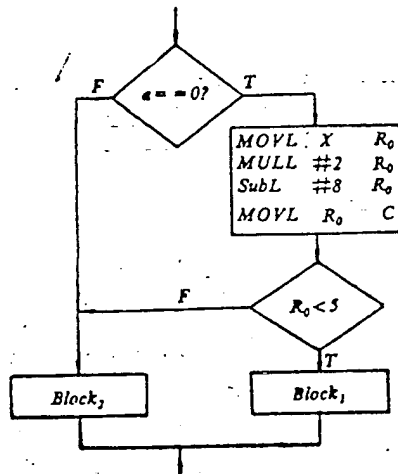 a = = 0?
F
T
MOVL X R₀
MULL #2 R₀
SubL #8 R₀
MOVL R₀ C
F
R₀ < 5
T
Block₂
Block₁